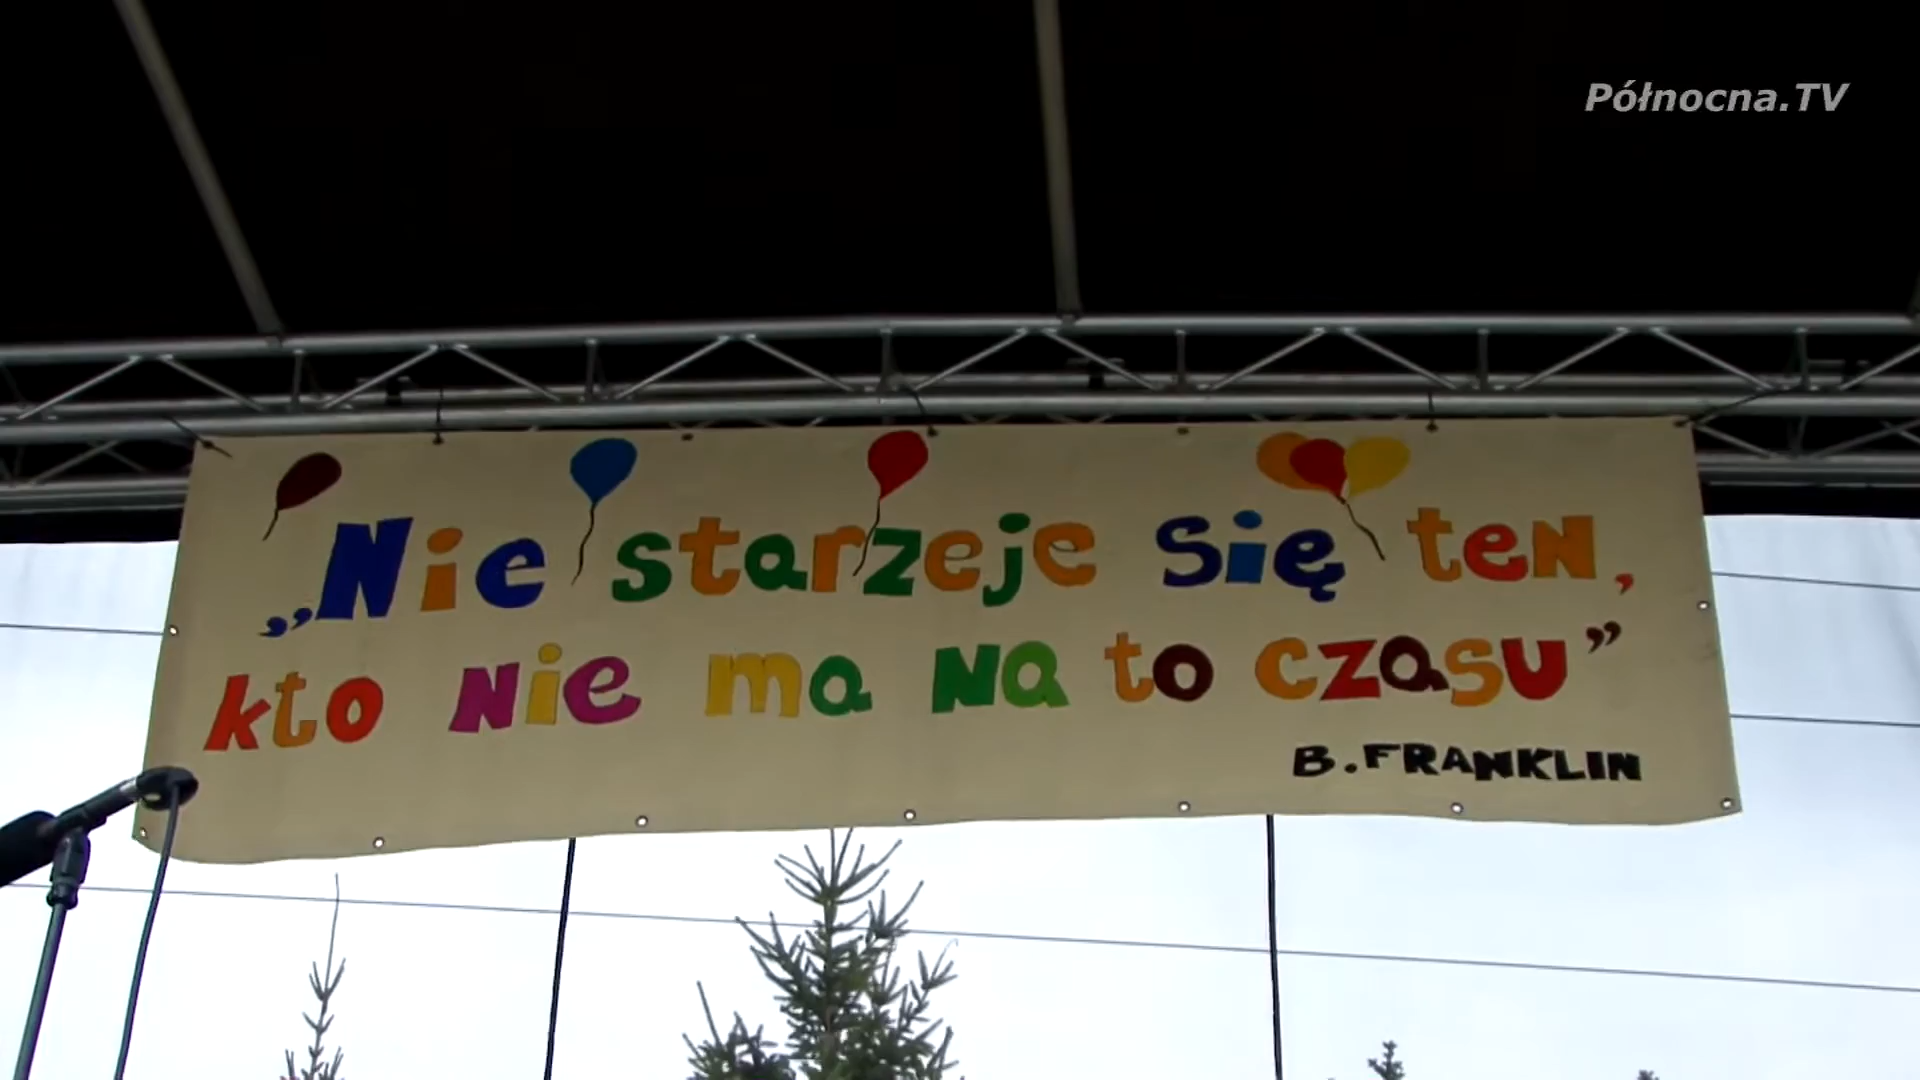 Północna.TV
„Nie starzeje się ten,
kto nie ma na to czasu”
B. FRANKLIN